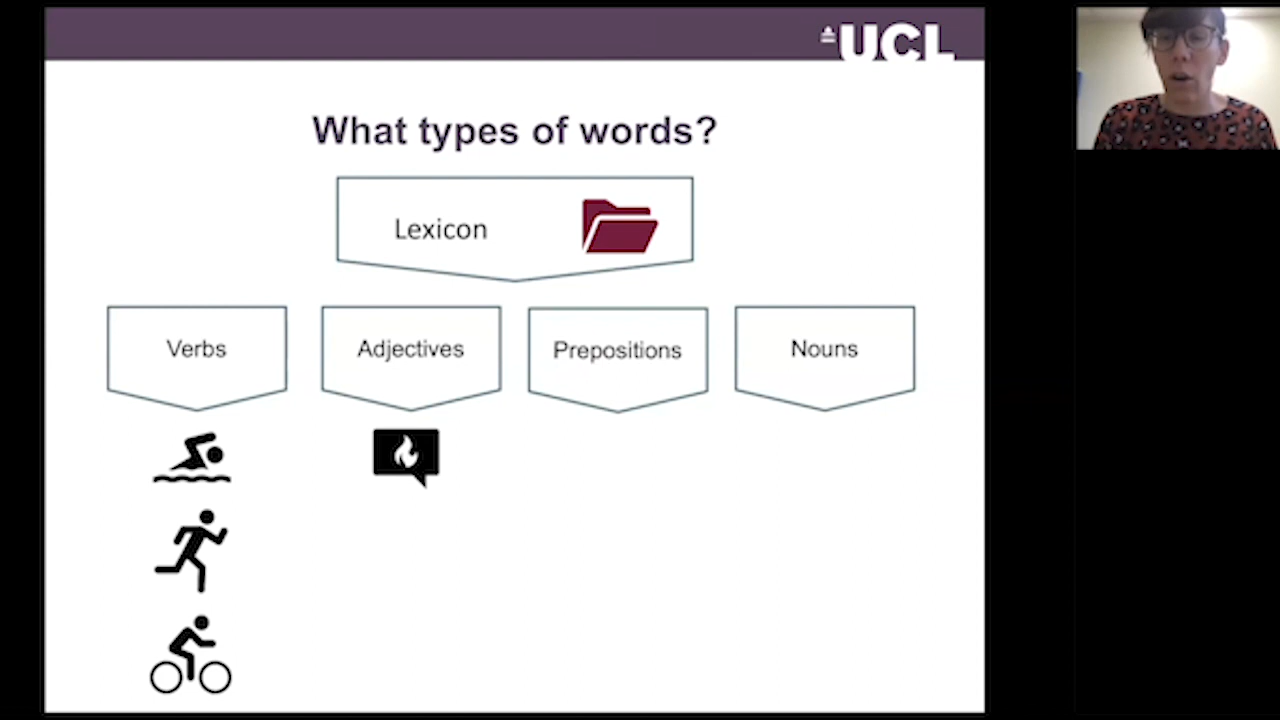 UCL
What types of words?
Lexicon
Verbs
Adjectives
Prepositions
Nouns